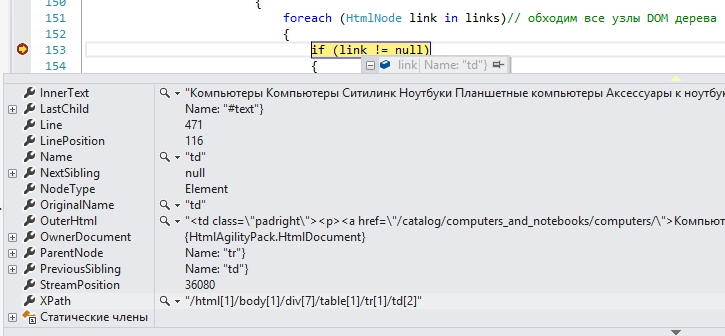 150 {
151 foreach (HtmlNode link in links)// обходим все узлы DOM дерева
152 {
153 if (link != null)
154 {
link Name: "td"}
InnerText "Компьютеры Компьютеры Ситилинк Ноутбуки Планшетные компьютеры Аксессуары к ноутбук
LastChild Name: "#text"}
Line 471
LinePosition 116
Name "td"
NextSibling null
NodeType Element
OriginalName "td"
OuterHtml "<td class=\"padright\"><p><a href=\"/catalog/computers_and_notebooks/computers/\">Компьют
OwnerDocument {HtmlAgilityPack.HtmlDocument}
ParentNode Name: "tr"}
PreviousSibling Name: "td"}
StreamPosition 36080
XPath "/html[1]/body[1]/div[7]/table[1]/tr[1]/td[2]"
Статические члены